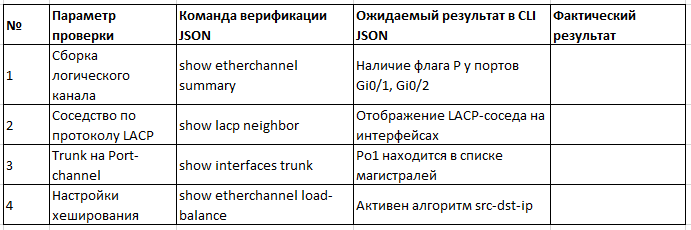 № Параметр проверки Команда верификации JSON Ожидаемый результат в CLI JSON Фактический результат
1 Сборка логического канала show etherchannel summary Наличие флага P у портов Gi0/1, Gi0/2
2 Соседство по протоколу LACP show lacp neighbor Отображение LACP-соседа на интерфейсах
3 Trunk на Port-channel show interfaces trunk Po1 находится в списке магистралей
4 Настройки хеширования show etherchannel load-balance Активен алгоритм src-dst-ip